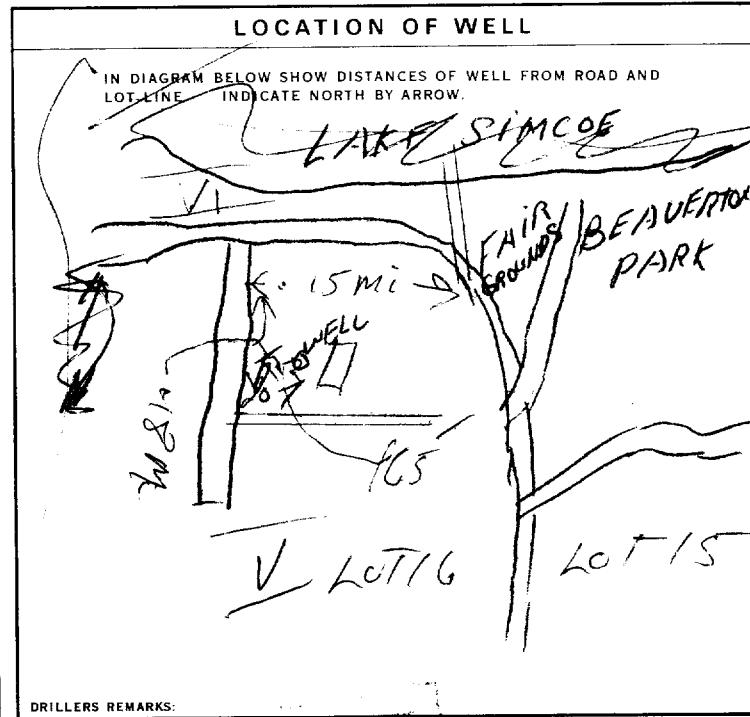 LOCATION OF WELL
IN DIAGRAM BELOW SHOW DISTANCES OF WELL FROM ROAD AND
LOT LINE INDICATE NORTH BY ARROW.
LAKE SIMCOE
VI
FAIR
GROUNDS
BEAVERTON
PARK
.15 mi
WELL
V LOT 16
LOT 15
DRILLERS REMARKS: